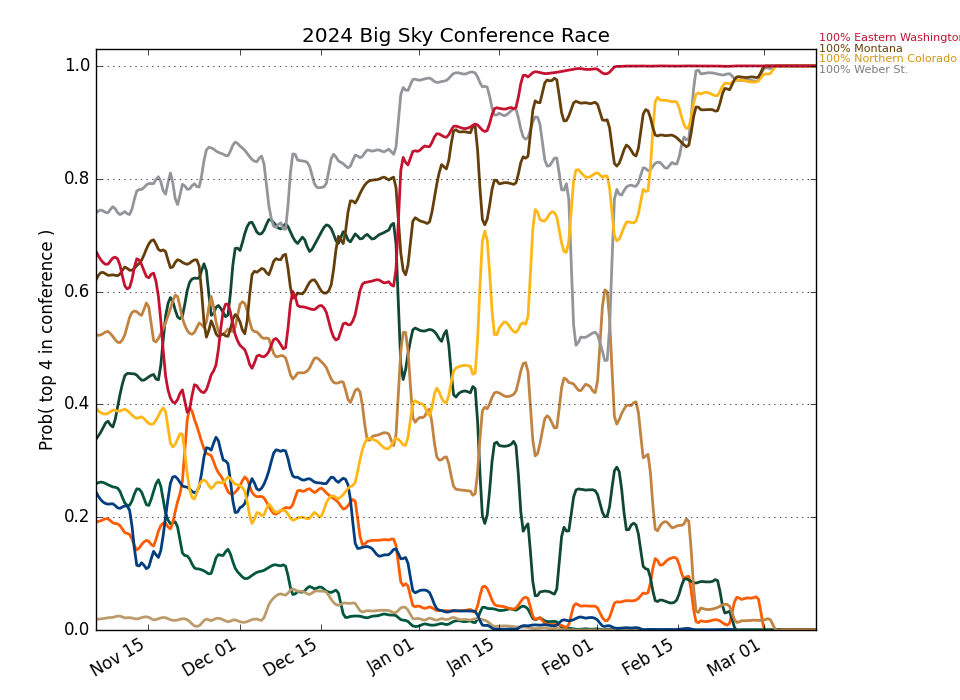 2024 Big Sky Conference Race
100% Eastern Washington
100% Montana
100% Northern Colorado
100% Weber St.
Prob( top 4 in conference )
1.0
0.8
0.6
0.4
0.2
0.0
Nov 15
Dec 01
Dec 15
Jan 01
Jan 15
Feb 01
Feb 15
Mar 01